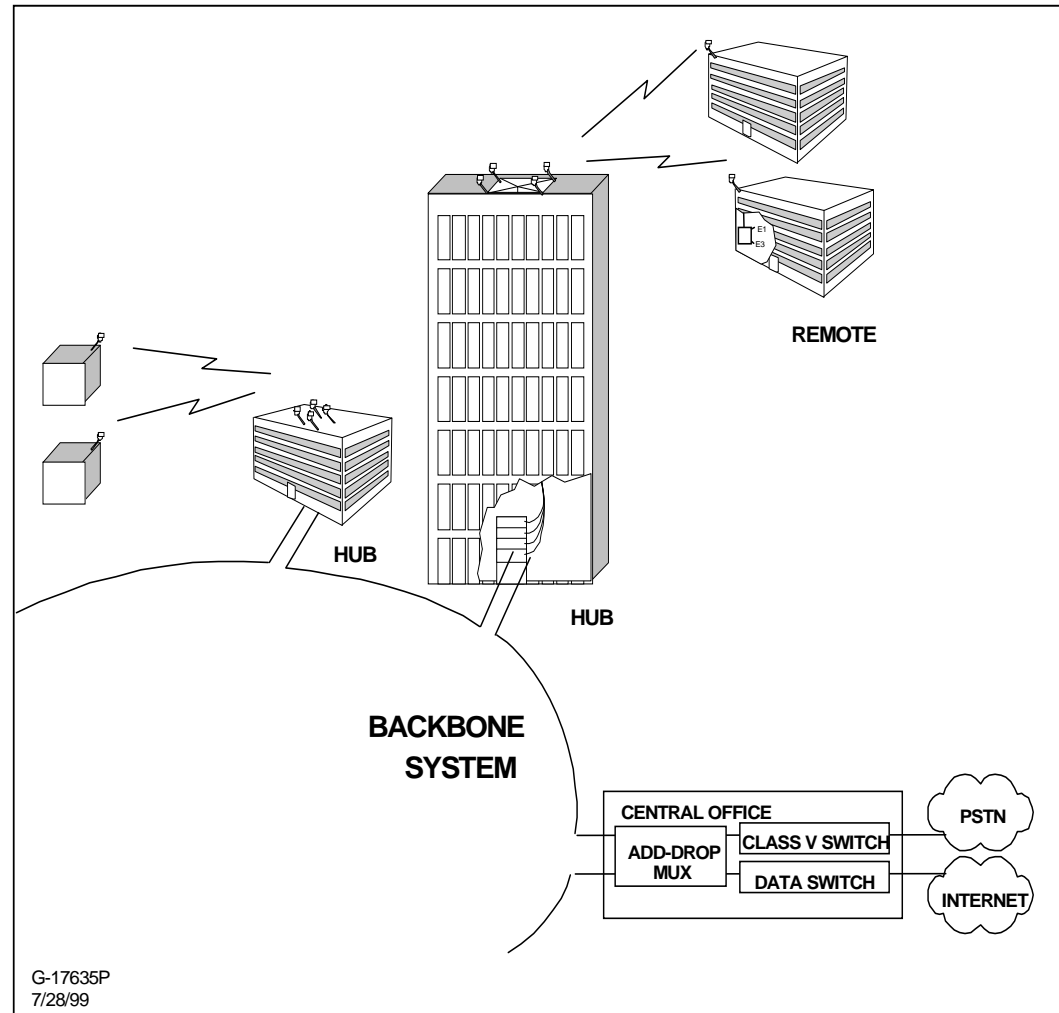 E1
E3
REMOTE
HUB
HUB
BACKBONE
SYSTEM
CENTRAL OFFICE
ADD-DROP
MUX
CLASS V SWITCH
DATA SWITCH
PSTN
INTERNET
G-17635P
7/28/99